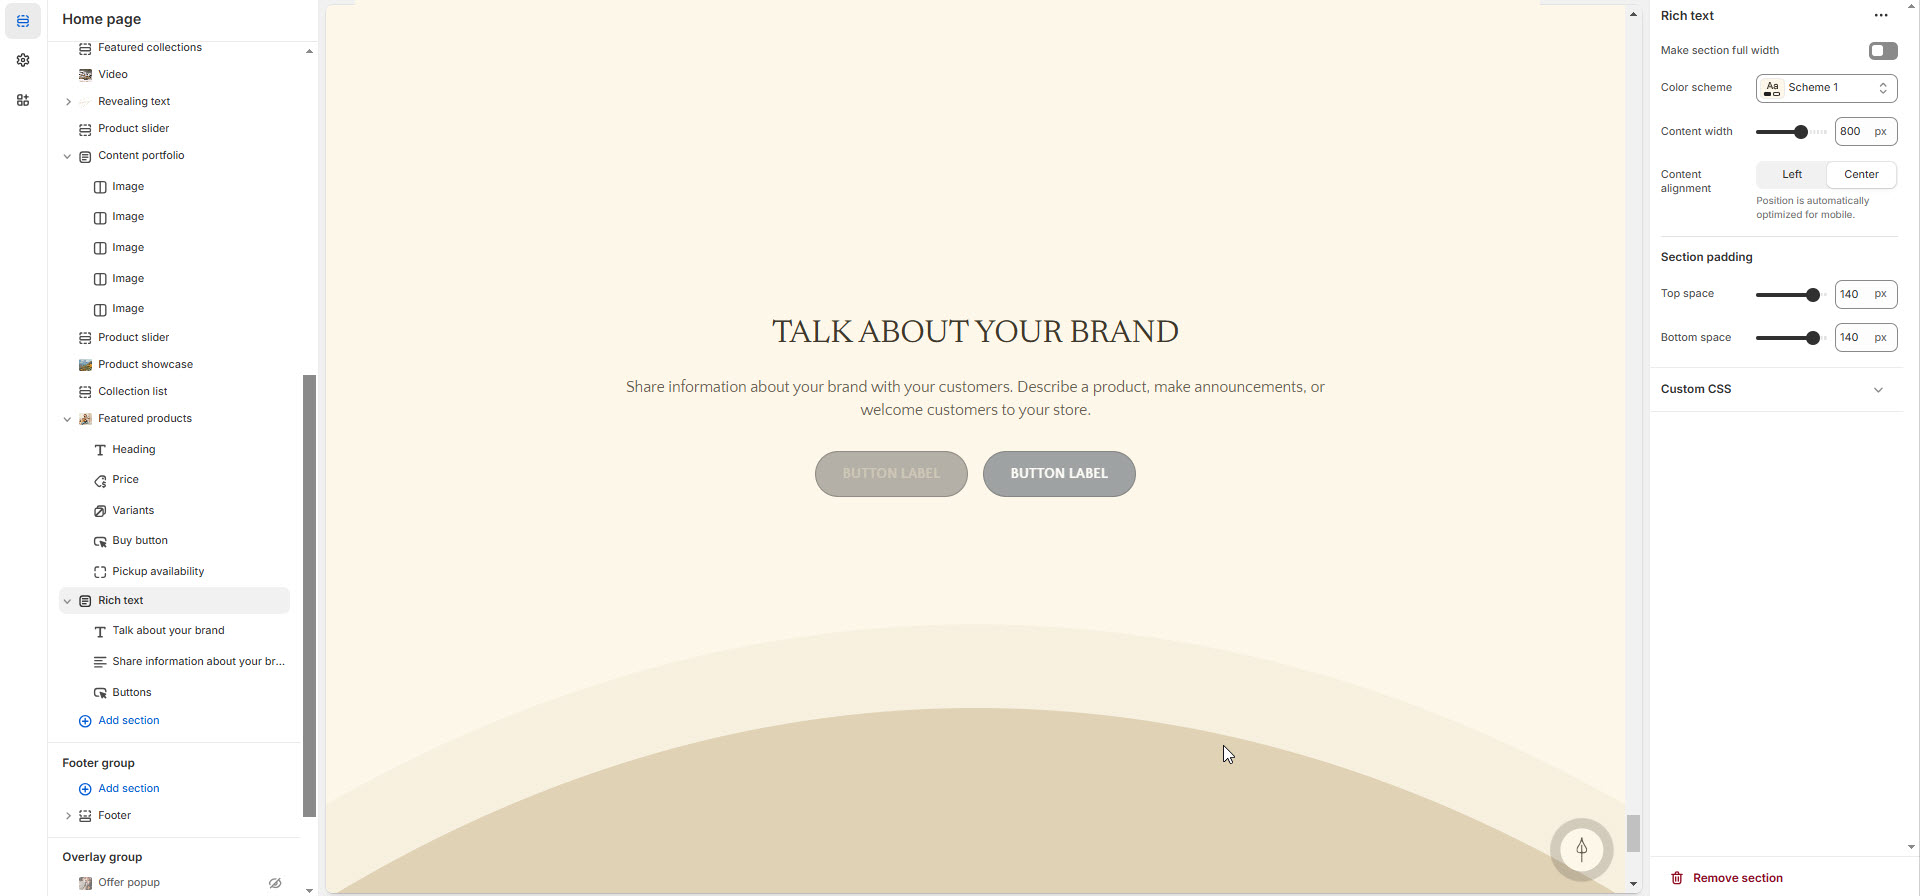 Home page
Featured collections
Video
Revealing text
Product slider
Content portfolio
Image
Image
Image
Image
Image
Product slider
Product showcase
Collection list
Featured products
Heading
Price
Variants
Buy button
Pickup availability
Rich text
Talk about your brand
Share information about your br...
Buttons
Add section
Footer group
Add section
Footer
Overlay group
Offer popup
TALK ABOUT YOUR BRAND
Share information about your brand with your customers. Describe a product, make announcements, or
welcome customers to your store.
BUTTON LABEL BUTTON LABEL
Rich text
Make section full width
Color scheme Aa Scheme 1
Content width 800 px
Content
alignment
Left Center
Position is automatically
optimized for mobile.
Section padding
Top space 140 px
Bottom space 140 px
Custom CSS
Remove section